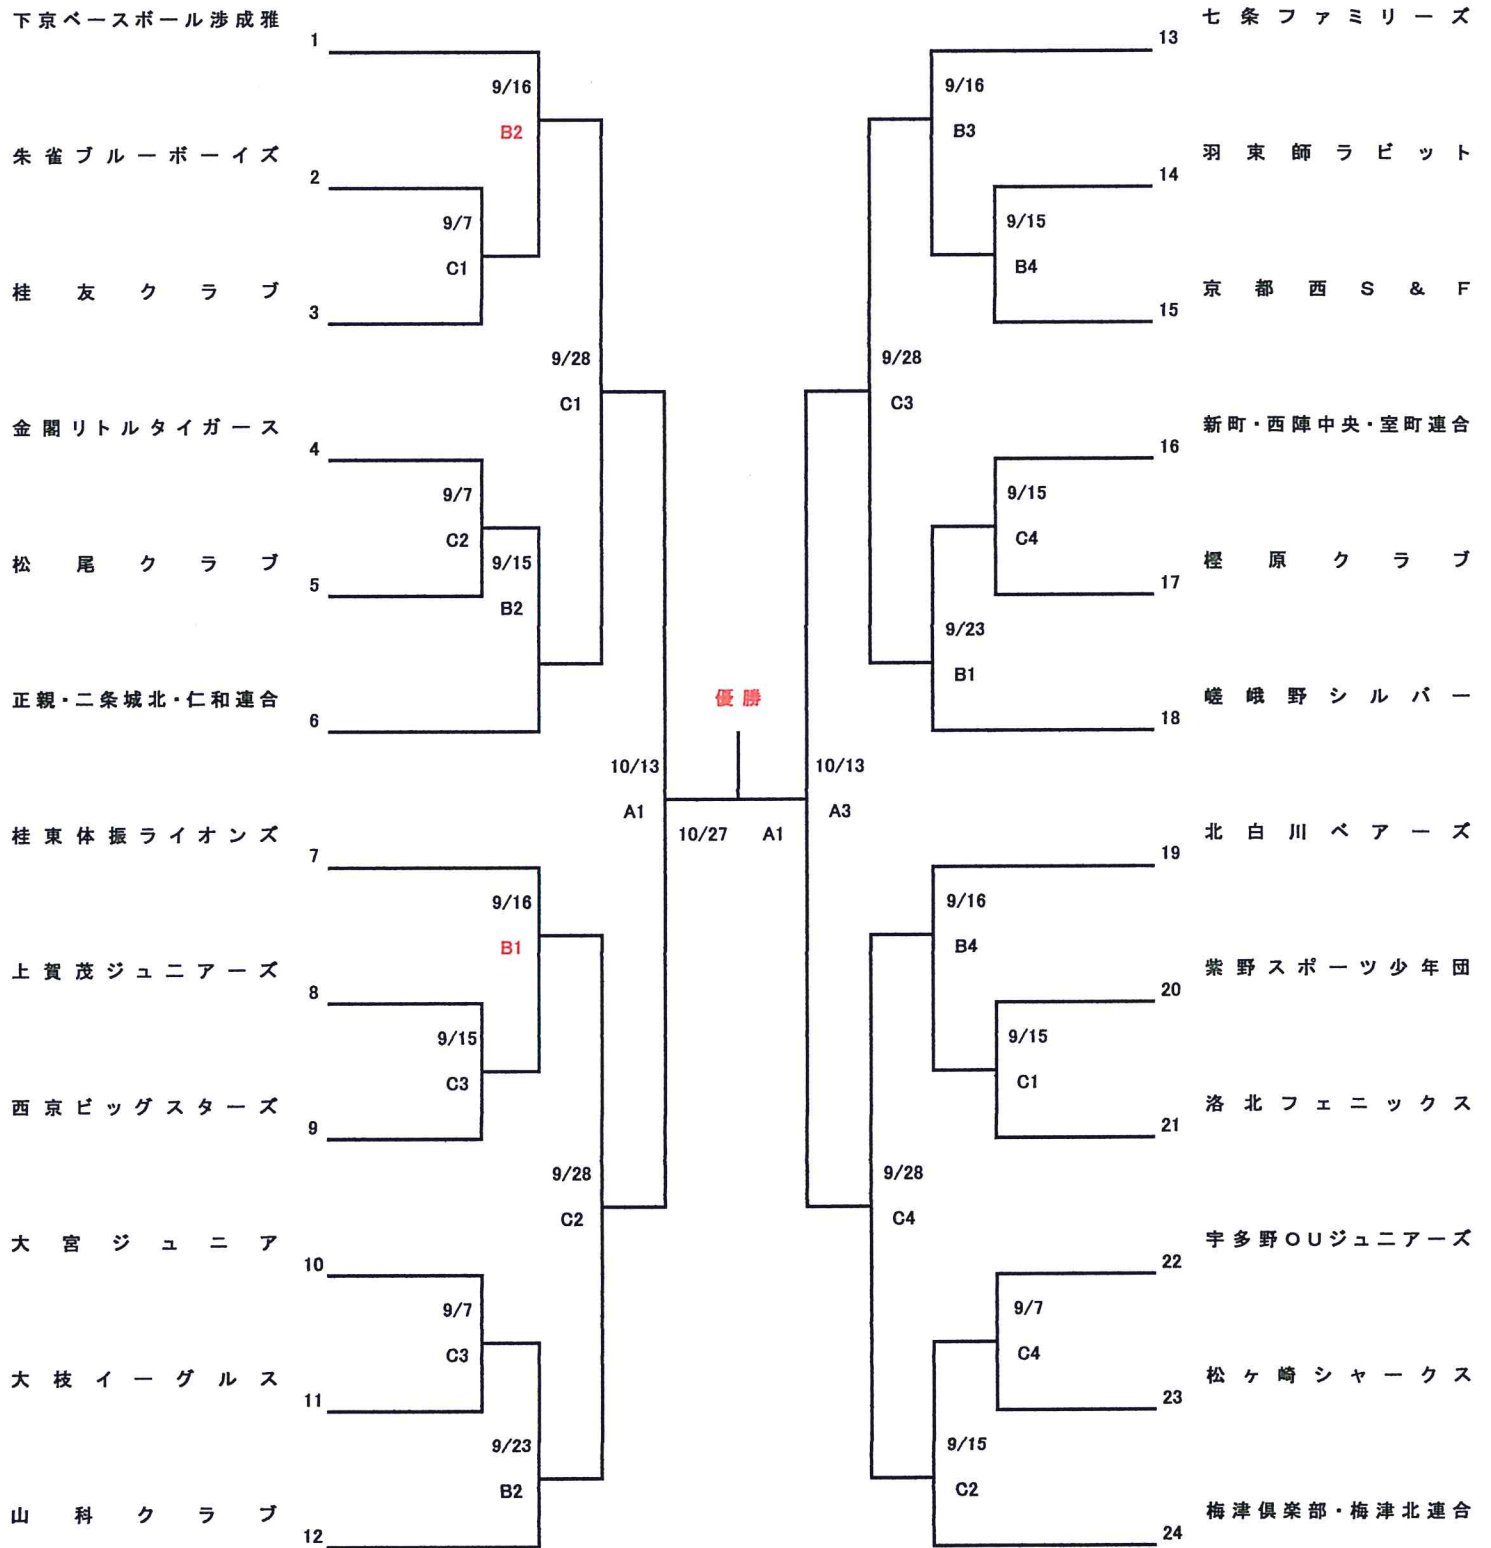 下京ベースボール渉成雅
1
9/16
B2
朱雀ブルーボーイズ
2
9/7
C1
桂友クラブ
3
9/28
C1
金閣リトルタイガース
4
9/7
C2
松尾クラブ
5
9/15
B2
正親・二条城北・仁和連合
6
10/13
A1
桂東体振ライオンズ
7
9/16
B1
上賀茂ジュニアーズ
8
9/15
C3
西京ビッグスターズ
9
9/28
C2
大宮ジュニア
10
9/7
C3
大枝イーグルス
11
9/23
B2
山科クラブ
12
優勝
10/27 A1
七条ファミリーズ
13
9/16
B3
羽束師ラビット
14
9/15
B4
京都西S&F
15
9/28
C3
新町・西陣中央・室町連合
16
9/15
C4
樫原クラブ
17
9/23
B1
嵯峨野シルバー
18
10/13
A3
北白川ベアーズ
19
9/16
B4
紫野スポーツ少年団
20
9/15
C1
洛北フェニックス
21
9/28
C4
宇多野OUジュニアーズ
22
9/7
C4
松ヶ崎シャークス
23
9/15
C2
梅津倶楽部・梅津北連合
24